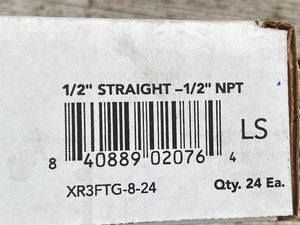 1/2" STRAIGHT –1/2" NPT
LS
8 40889 02076 4
XR3FTG-8-24 Qty. 24 Ea.